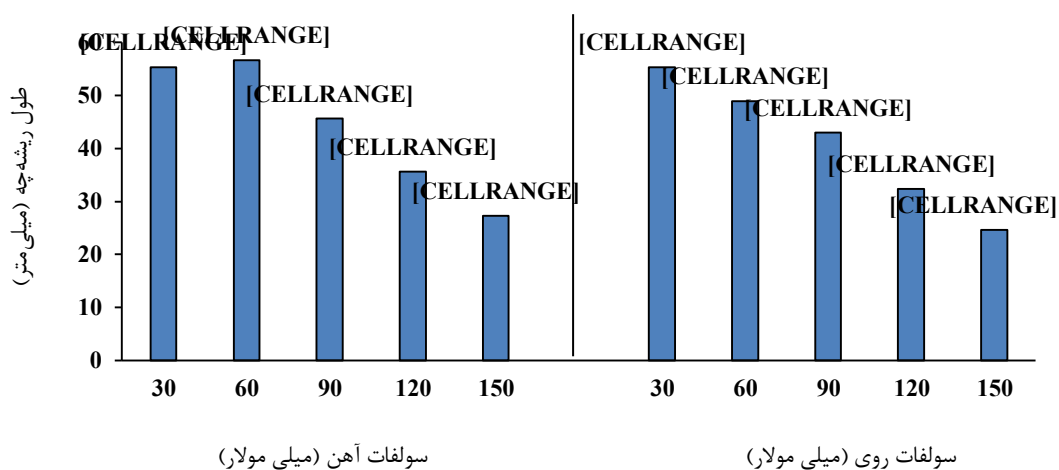 طول ریشه‌چه (میلی‌متر)
60
50
40
30
20
10
0
[CELLRANGE]
[CELLRANGE]
[CELLRANGE]
[CELLRANGE]
[CELLRANGE]
[CELLRANGE]
[CELLRANGE]
[CELLRANGE]
[CELLRANGE]
[CELLRANGE]
30 60 90 120 150 30 60 90 120 150
سولفات آهن (میلی مولار)
سولفات روی (میلی مولار)